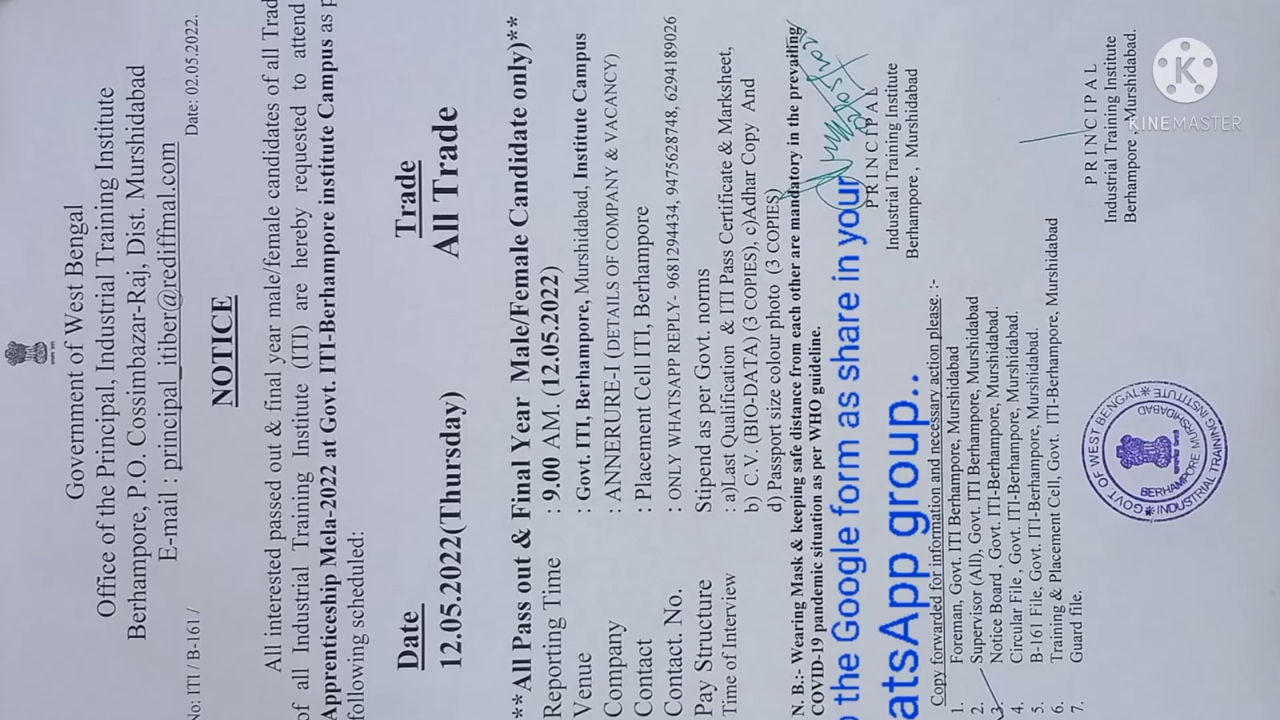 Government of West Bengal
Office of the Principal, Industrial Training Institute
Berhampore, P.O. Cossimbazar-Raj, Dist. Murshidabad
E-mail : principal_itiber@rediffmail.com
No: ITI / B-161 / Date: 02.05.2022.
NOTICE
All interested passed out & final year male/female candidates of all Trad
of all Industrial Training Institute (ITI) are hereby requested to attend
Apprenticeship Mela-2022 at Govt. ITI-Berhampore institute Campus as p
following scheduled:
Date Trade
12.05.2022(Thursday) All Trade
**All Pass out & Final Year Male/Female Candidate only)**
Reporting Time : 9.00 AM. (12.05.2022)
Venue : Govt. ITI, Berhampore, Murshidabad, Institute Campus
Company : ANNERURE-I (DETAILS OF COMPANY & VACANCY)
Contact : Placement Cell ITI, Berhampore
Contact. No. : ONLY WHATSAPP REPLY- 9681294434, 9475628748, 6294189026
Pay Structure Stipend as per Govt. norms
Time of Interview : a)Last Qualification & ITI Pass Certificate & Marksheet,
b) C.V. (BIO-DATA) (3 COPIES), c)Adhar Copy And
d) Passport size colour photo (3 COPIES)
N. B.:- Wearing Mask & keeping safe distance from each other are mandatory in the prevailing
COVID-19 pandemic situation as per WHO guideline.
the Google form as share in your
atsApp group..
PRINCIPAL
Industrial Training Institute
Berhampore , Murshidabad
Copy forwarded for information and necessary action please. :-
1. Foreman, Govt. ITI Berhampore, Murshidabad
2. Supervisor (All), Govt. ITI Berhampore, Murshidabad
3. Notice Board , Govt. ITI-Berhampore, Murshidabad.
4. Circular File , Govt. ITI-Berhampore, Murshidabad.
5. B-161 File, Govt. ITI-Berhampore, Murshidabad.
6. Training & Placement Cell, Govt. ITI-Berhampore, Murshidabad
7. Guard file.
PRINCIPAL
Industrial Training Institute
Berhampore , Murshidabad.
GOVT OF WEST BENGAL
INDUSTRIAL TRAINING INSTITUTE
BERHAMPORE MURSHIDABAD
KINEMASTER